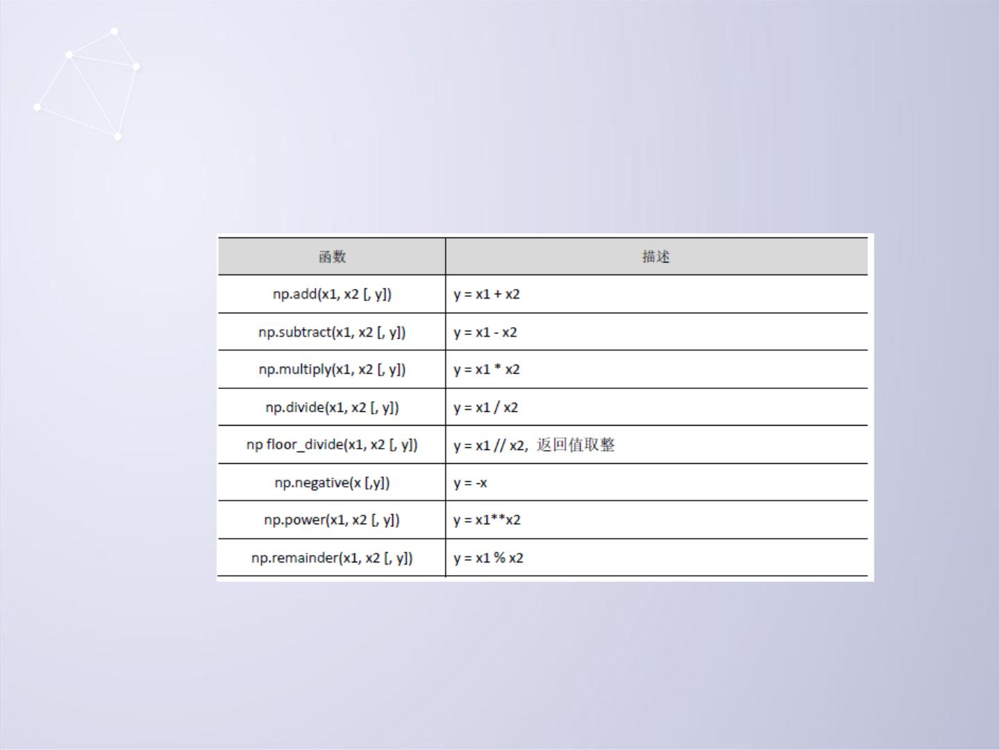 函数 描述
np.add(x1, x2 [, y]) y = x1 + x2
np.subtract(x1, x2 [, y]) y = x1 - x2
np.multiply(x1, x2 [, y]) y = x1 * x2
np.divide(x1, x2 [, y]) y = x1 / x2
np floor_divide(x1, x2 [, y]) y = x1 // x2, 返回值取整
np.negative(x [,y]) y = -x
np.power(x1, x2 [, y]) y = x1**x2
np.remainder(x1, x2 [, y]) y = x1 % x2